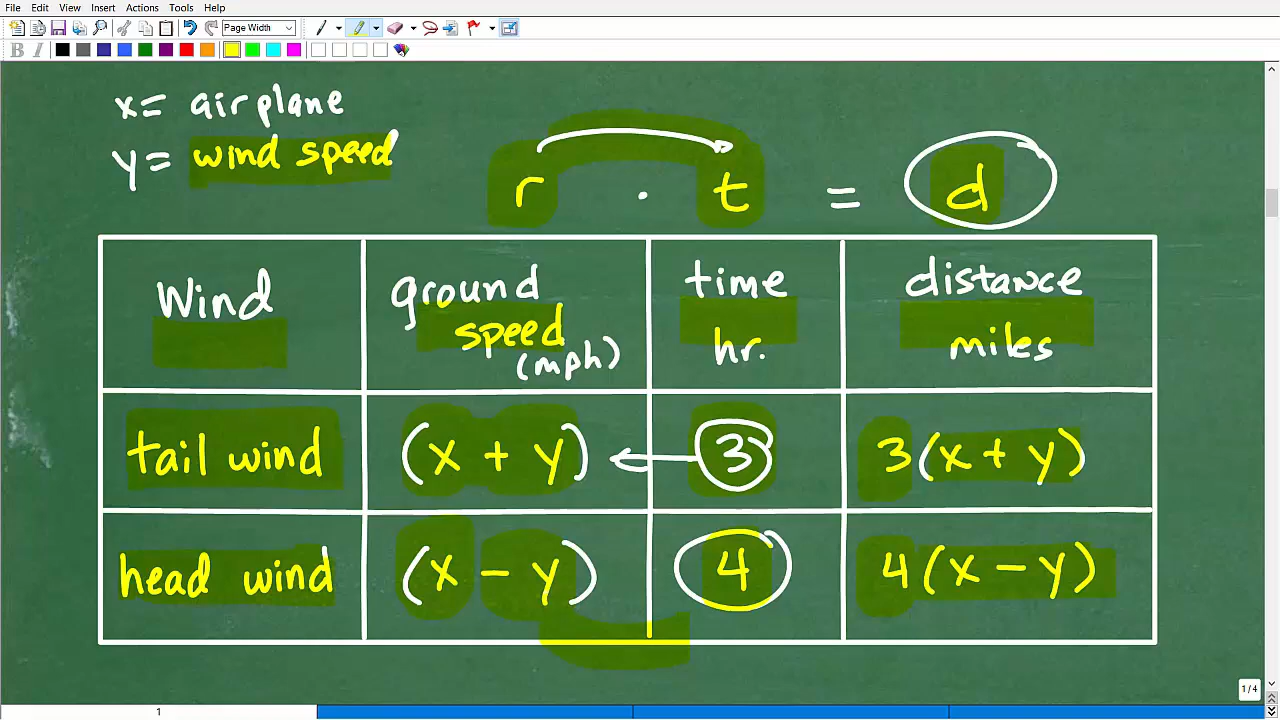 File Edit View Insert Actions Tools Help
Page Width
B I
x= airplane
y= wind speed
r · t = d
Wind
ground speed (mph)
time hr.
distance miles
tail wind
(x + y)
3
3(x + y)
head wind
(x - y)
4
4(x - y)
1/4
1